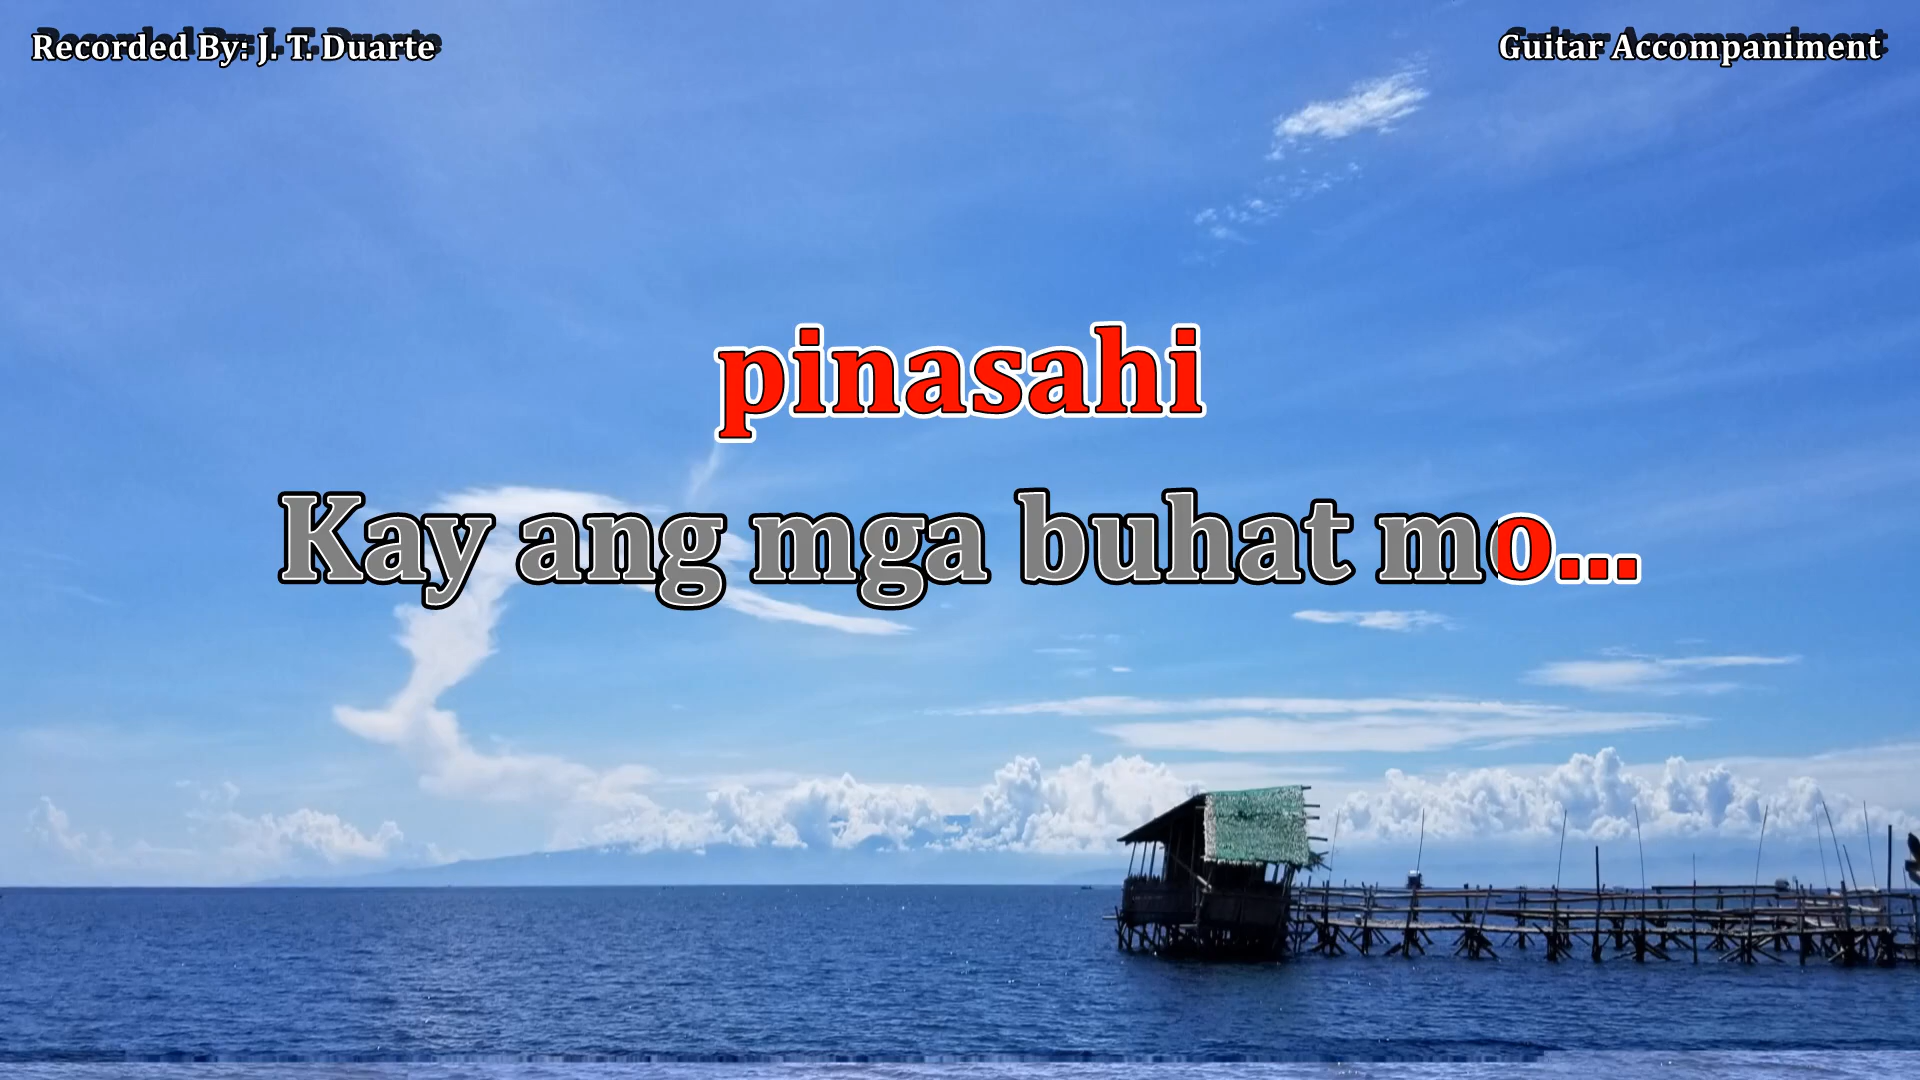 Recorded By: J. T. Duarte
Guitar Accompaniment
pinasahi
Kay ang mga buhat mo...